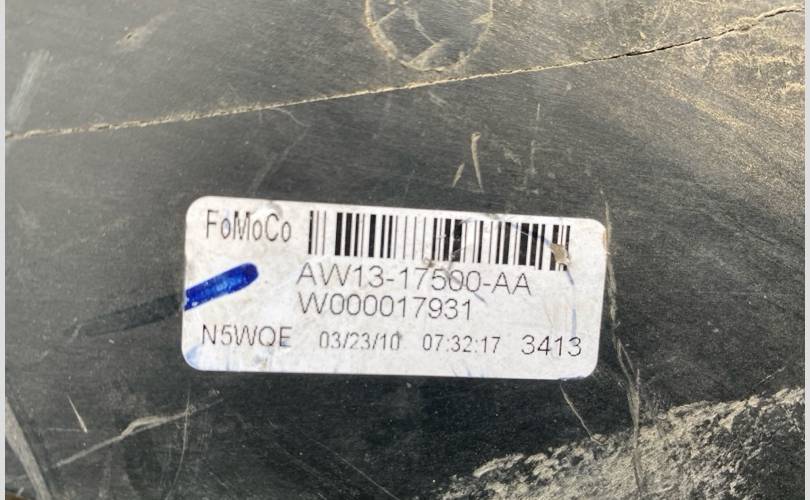 FoMoCo
AW13-17500-AA
W000017931
N5WQE 03/23/10 07:32:17 3413